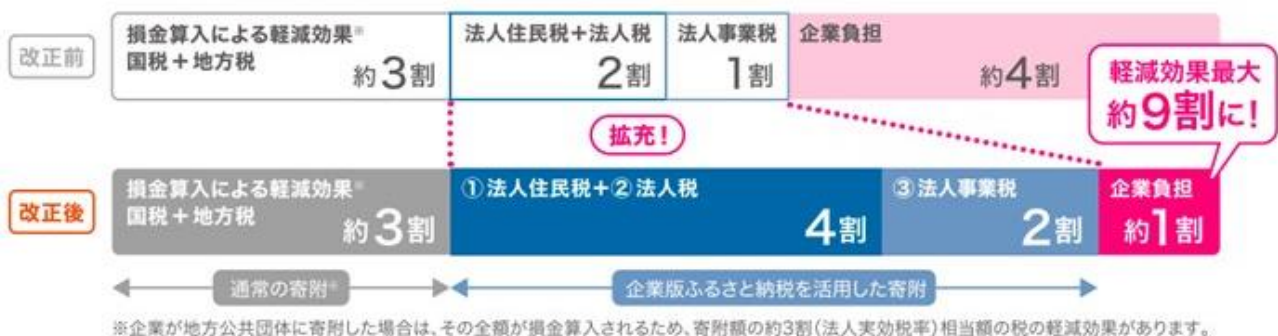 改正前
損金算入による軽減効果※
国税+地方税
約3割
法人住民税+法人税
2割
法人事業税
1割
企業負担
約4割
軽減効果最大
約9割に!
拡充!
改正後
損金算入による軽減効果※
国税+地方税
約3割
①法人住民税+②法人税
4割
③法人事業税
2割
企業負担
約1割
通常の寄附※
企業版ふるさと納税を活用した寄附
※企業が地方公共団体に寄附した場合は、その全額が損金算入されるため、寄附額の約3割(法人実効税率)相当額の税の軽減効果があります。